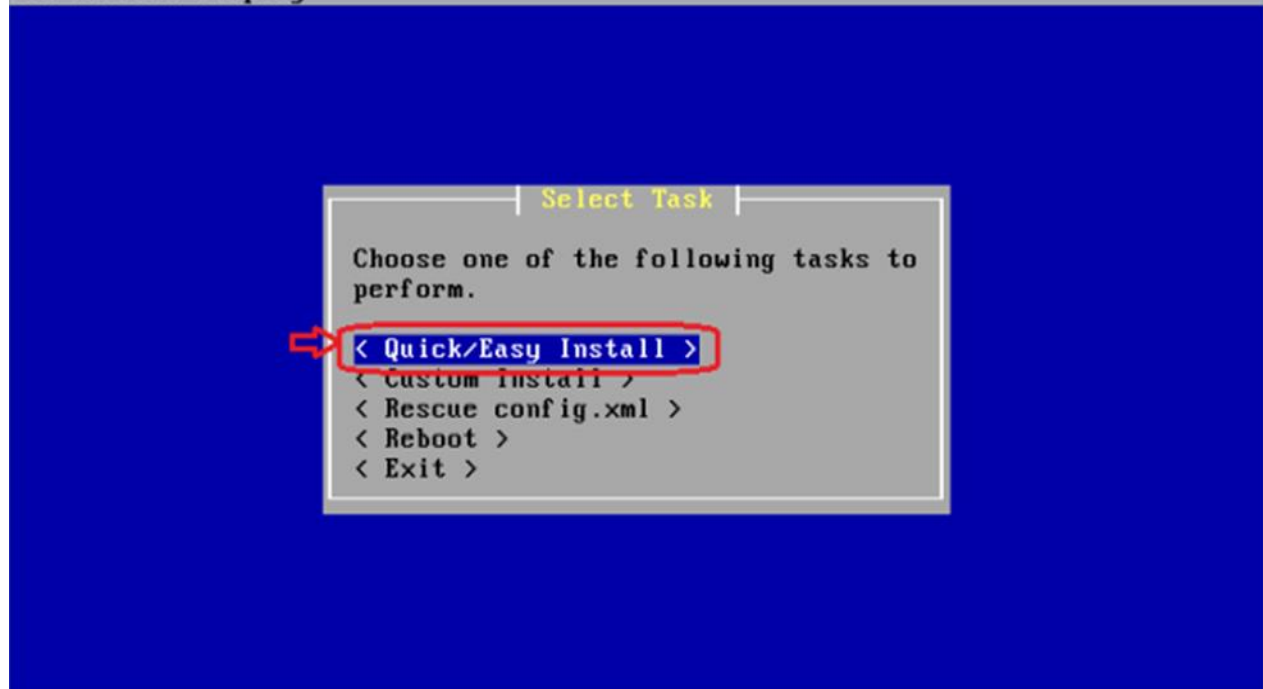 Select Task
Choose one of the following tasks to
perform.
< Quick/Easy Install >
< Custom Install >
< Rescue config.xml >
< Reboot >
< Exit >